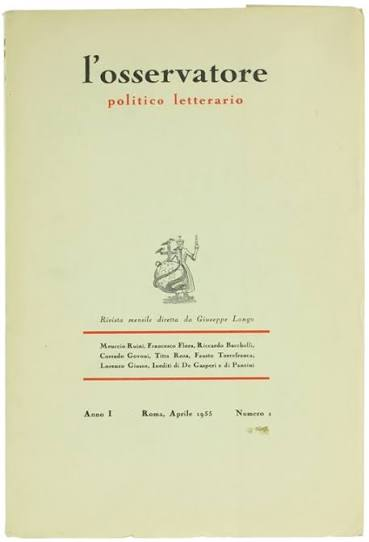 l'osservatore
politico letterario
Rivista mensile diretta da Giuseppe Longo
Meuccio Ruini, Francesco Flora, Riccardo Bacchelli,
Corrado Govoni, Titta Rosa, Fausto Torrefranca,
Lorenzo Giusso, Inediti di De Gasperi e di Panzini
Anno I Roma, Aprile 1955 Numero 1